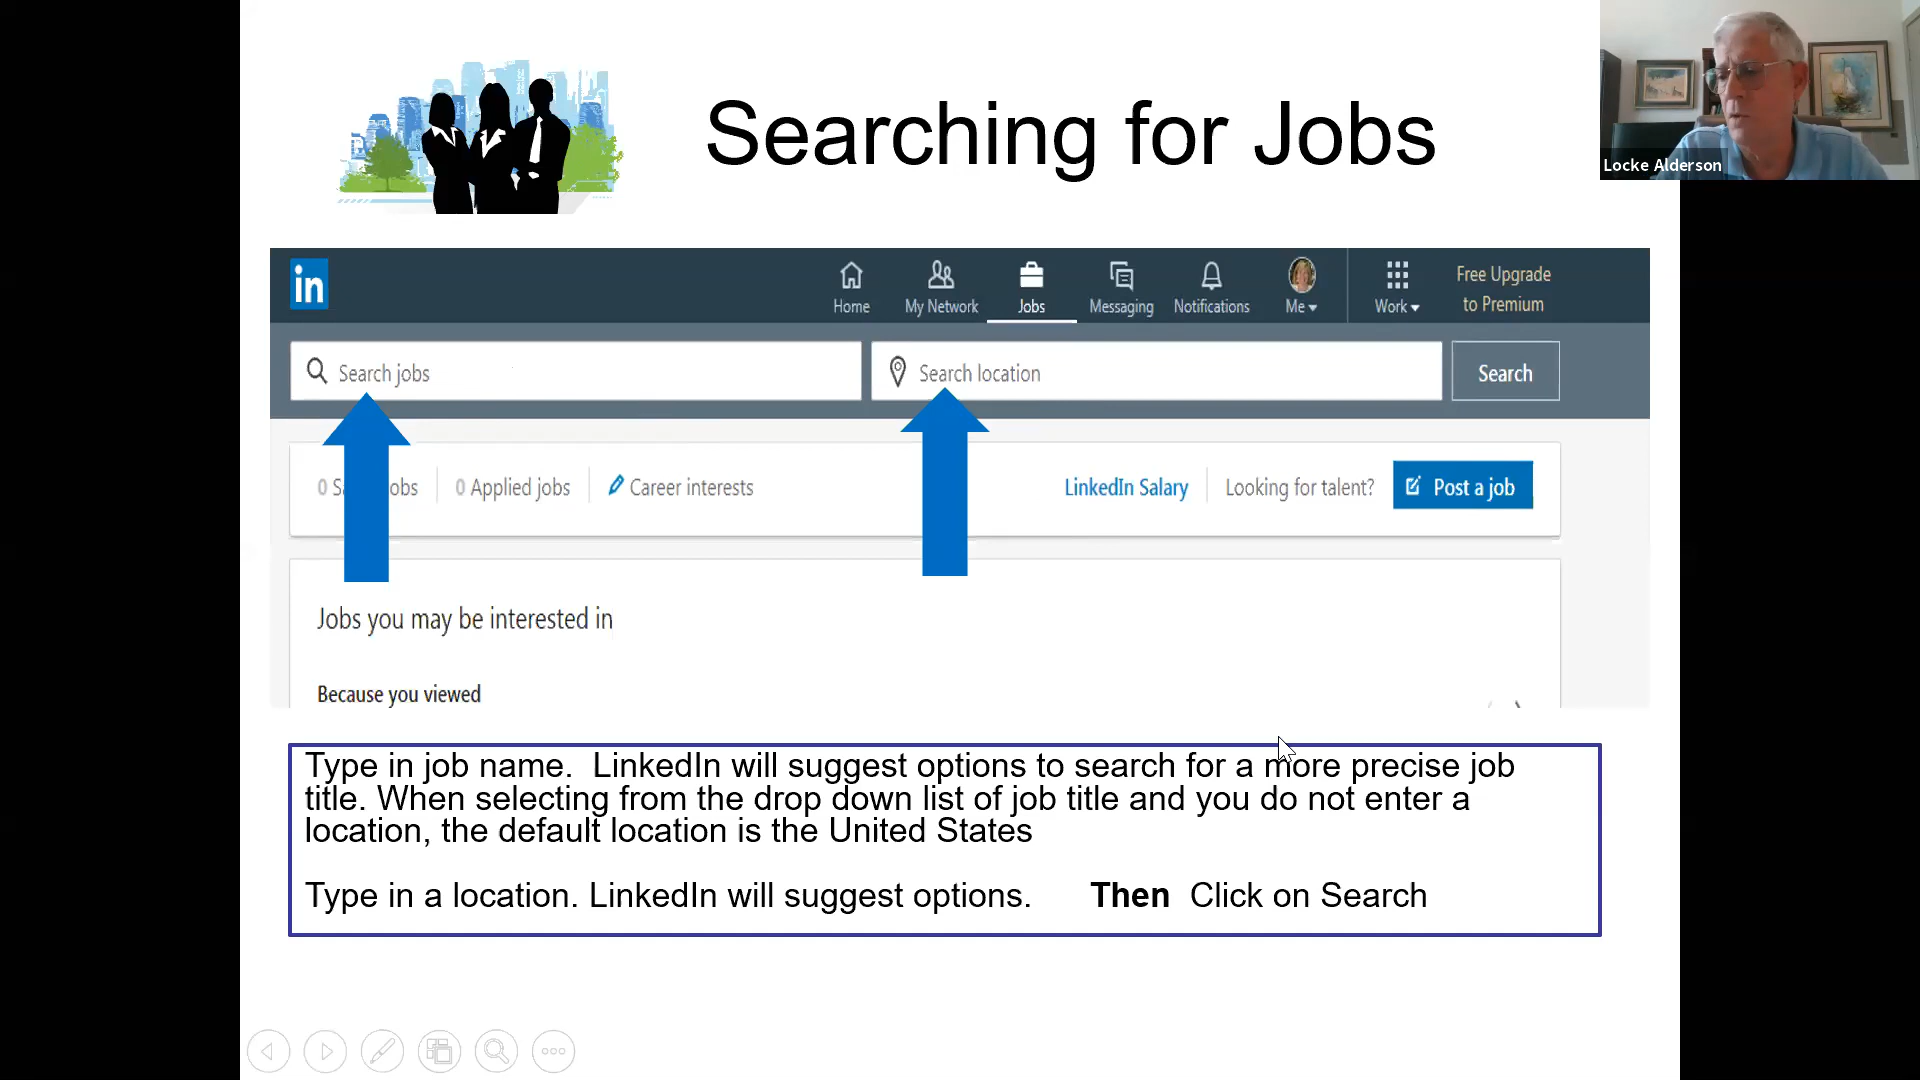 Searching for Jobs
Locke Alderson
in
Home
My Network
Jobs
Messaging
Notifications
Me
Work
Free Upgrade
to Premium
Search jobs
Search location
Search
0 S
obs
0 Applied jobs
Career interests
LinkedIn Salary
Looking for talent?
Post a job
Jobs you may be interested in
Because you viewed
Type in job name.  LinkedIn will suggest options to search for a more precise job
title. When selecting from the drop down list of job title and you do not enter a
location, the default location is the United States
Type in a location. LinkedIn will suggest options.      Then  Click on Search